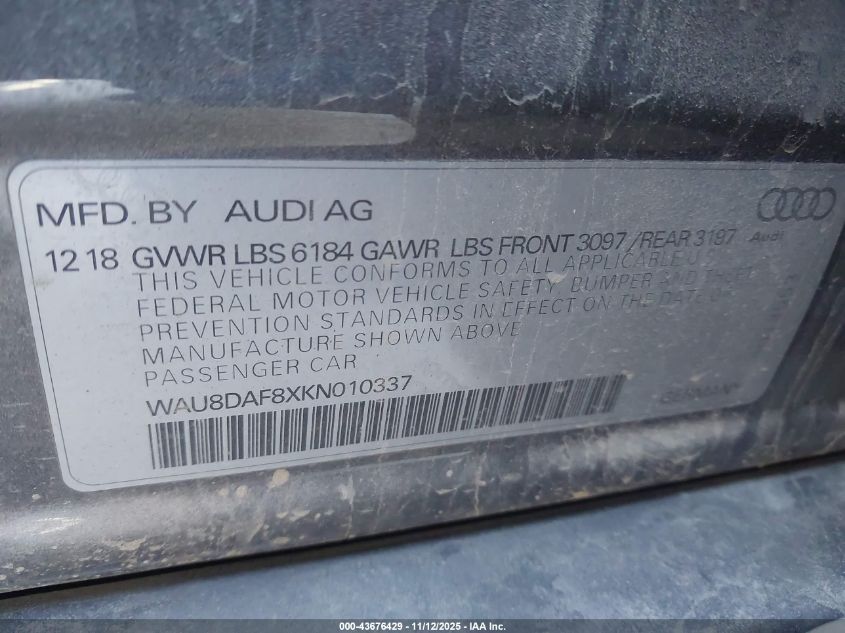 MFD. BY AUDI AG
Audi
12 18 GVWR LBS 6184 GAWR LBS FRONT 3097 / REAR 3197
THIS VEHICLE CONFORMS TO ALL APPLICABLE U
FEDERAL MOTOR VEHICLE SAFETY BUMPER AND THEFT
PREVENTION STANDARDS IN EFFECT ON THE DATE OF
MANUFACTURE SHOWN ABOVE
PASSENGER CAR
WAU8DAF8XKN010337
000-43676429 - 11/12/2025 - IAA Inc.